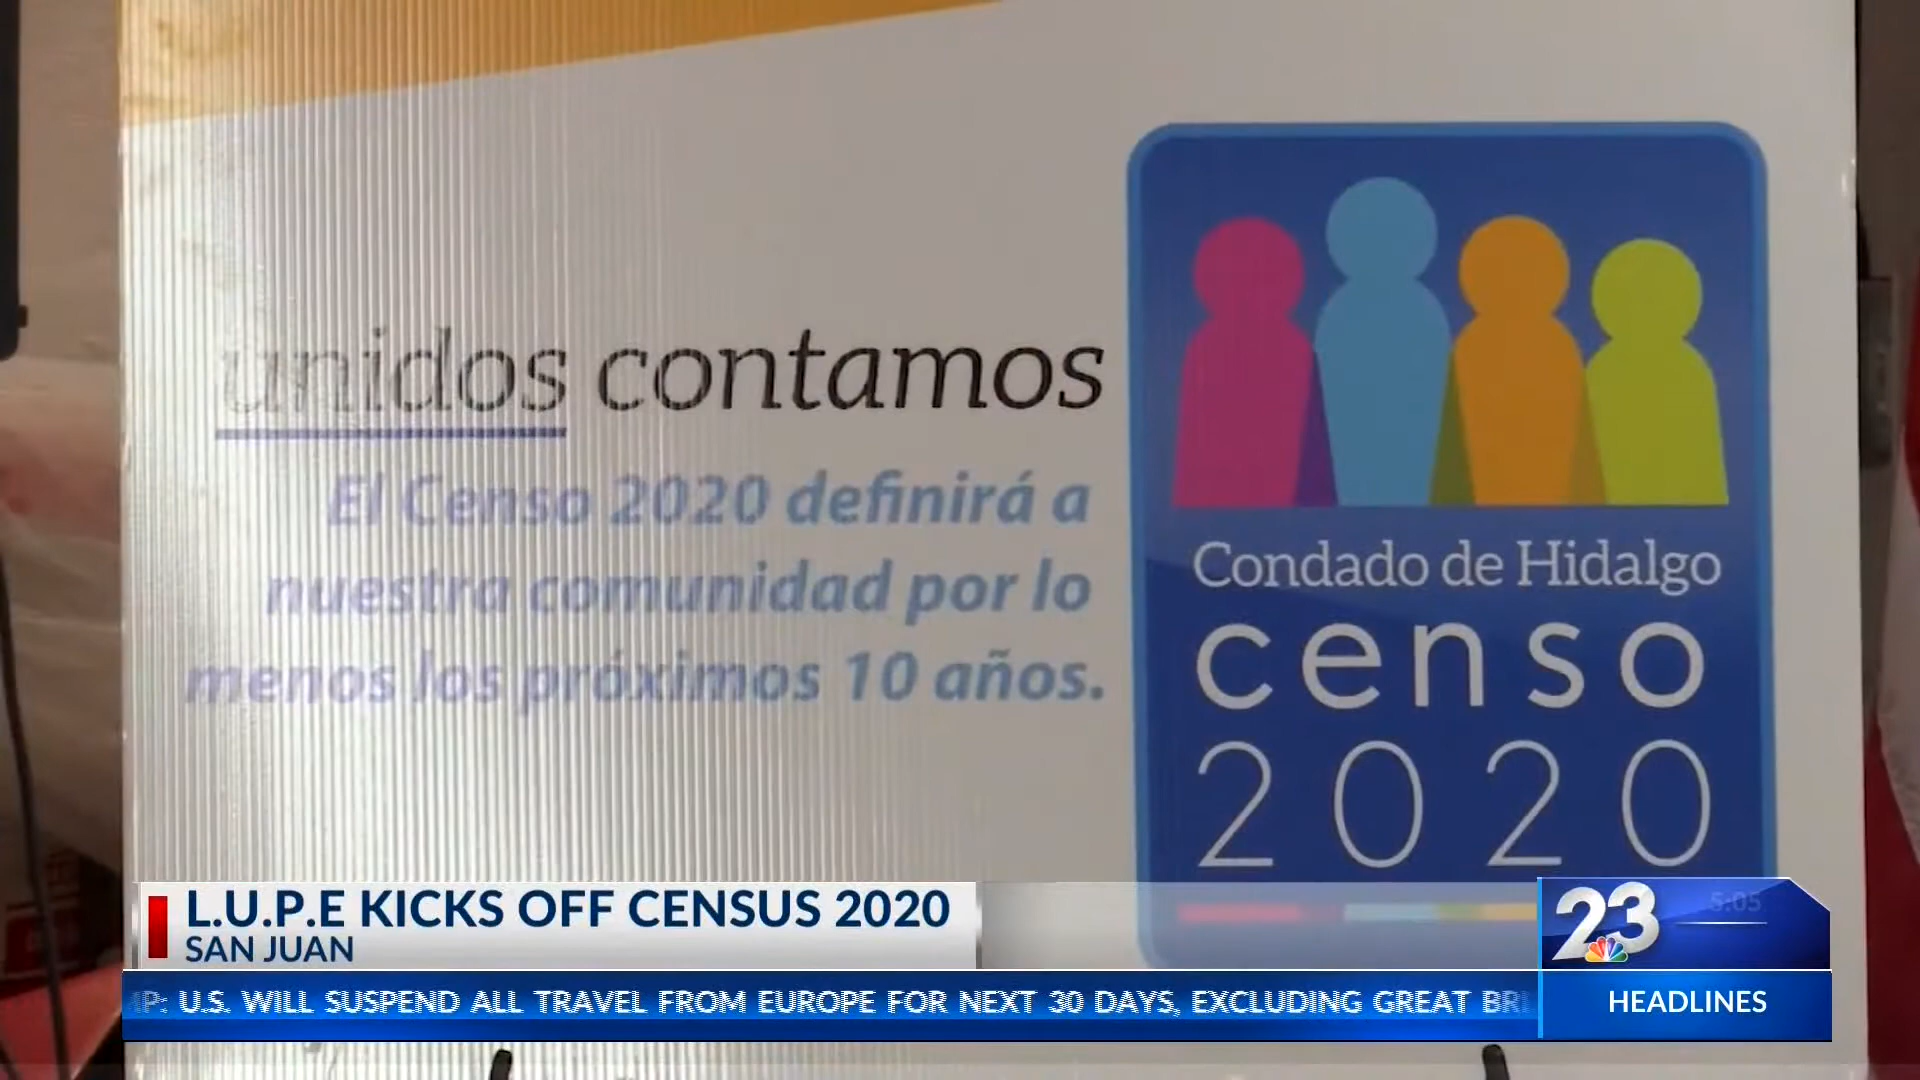 unidos contamos
El Censo 2020 definirá a
nuestra comunidad por lo
menos los próximos 10 años.
Condado de Hidalgo
censo
2020
L.U.P.E KICKS OFF CENSUS 2020
SAN JUAN
23
5:05
U.S. WILL SUSPEND ALL TRAVEL FROM EUROPE FOR NEXT 30 DAYS, EXCLUDING GREAT
HEADLINES